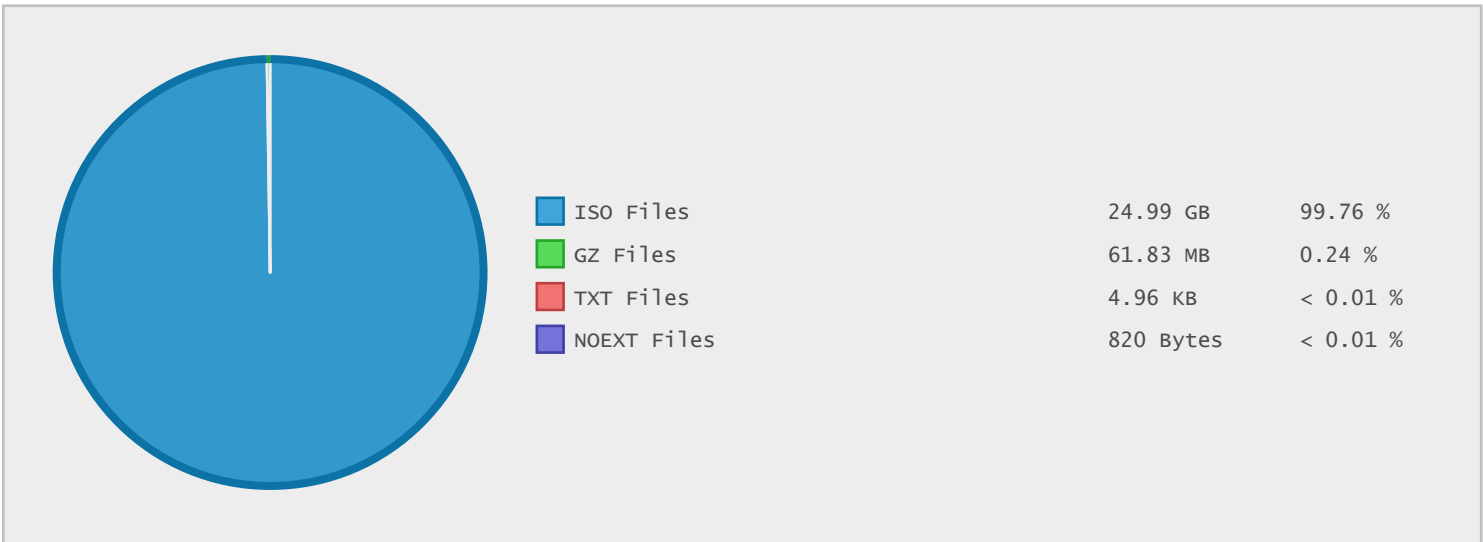 ISO Files 24.99 GB 99.76 %
GZ Files 61.83 MB 0.24 %
TXT Files 4.96 KB < 0.01 %
NOEXT Files 820 Bytes < 0.01 %